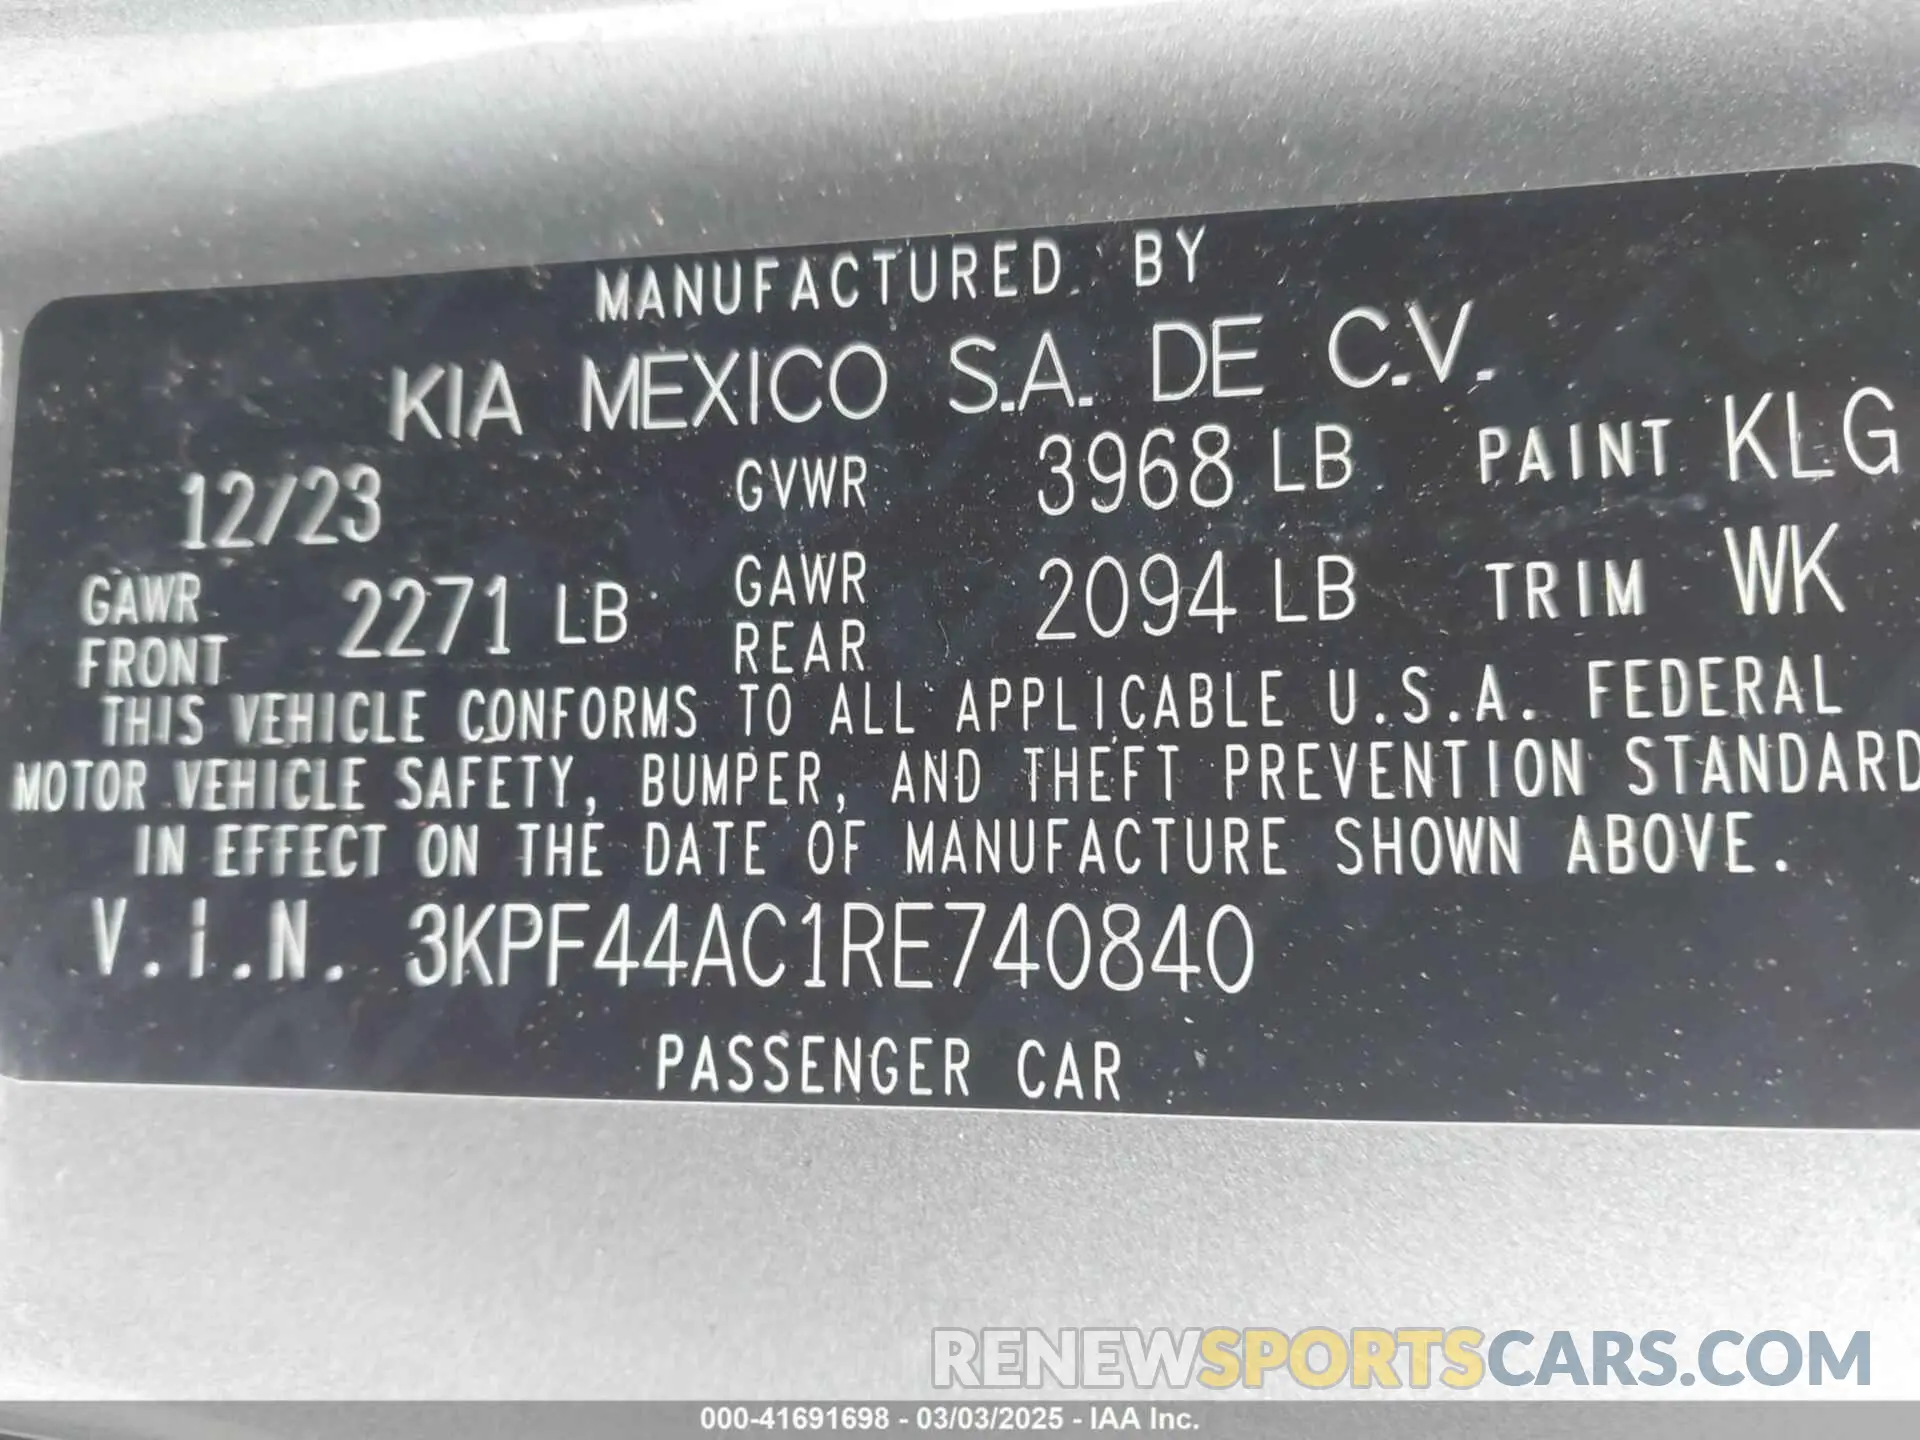 MANUFACTURED BY
KIA MEXICO S.A. DE C.V.
12/23 GVWR 3968 LB PAINT KLG
GAWR FRONT 2271 LB GAWR REAR 2094 LB TRIM WK
THIS VEHICLE CONFORMS TO ALL APPLICABLE U.S.A. FEDERAL
MOTOR VEHICLE SAFETY, BUMPER, AND THEFT PREVENTION STANDARD
IN EFFECT ON THE DATE OF MANUFACTURE SHOWN ABOVE.
V.I.N. 3KPF44AC1RE740840
PASSENGER CAR
RENEWSPORTSCARS.COM
000-41691698 - 03/03/2025 - IAA Inc.